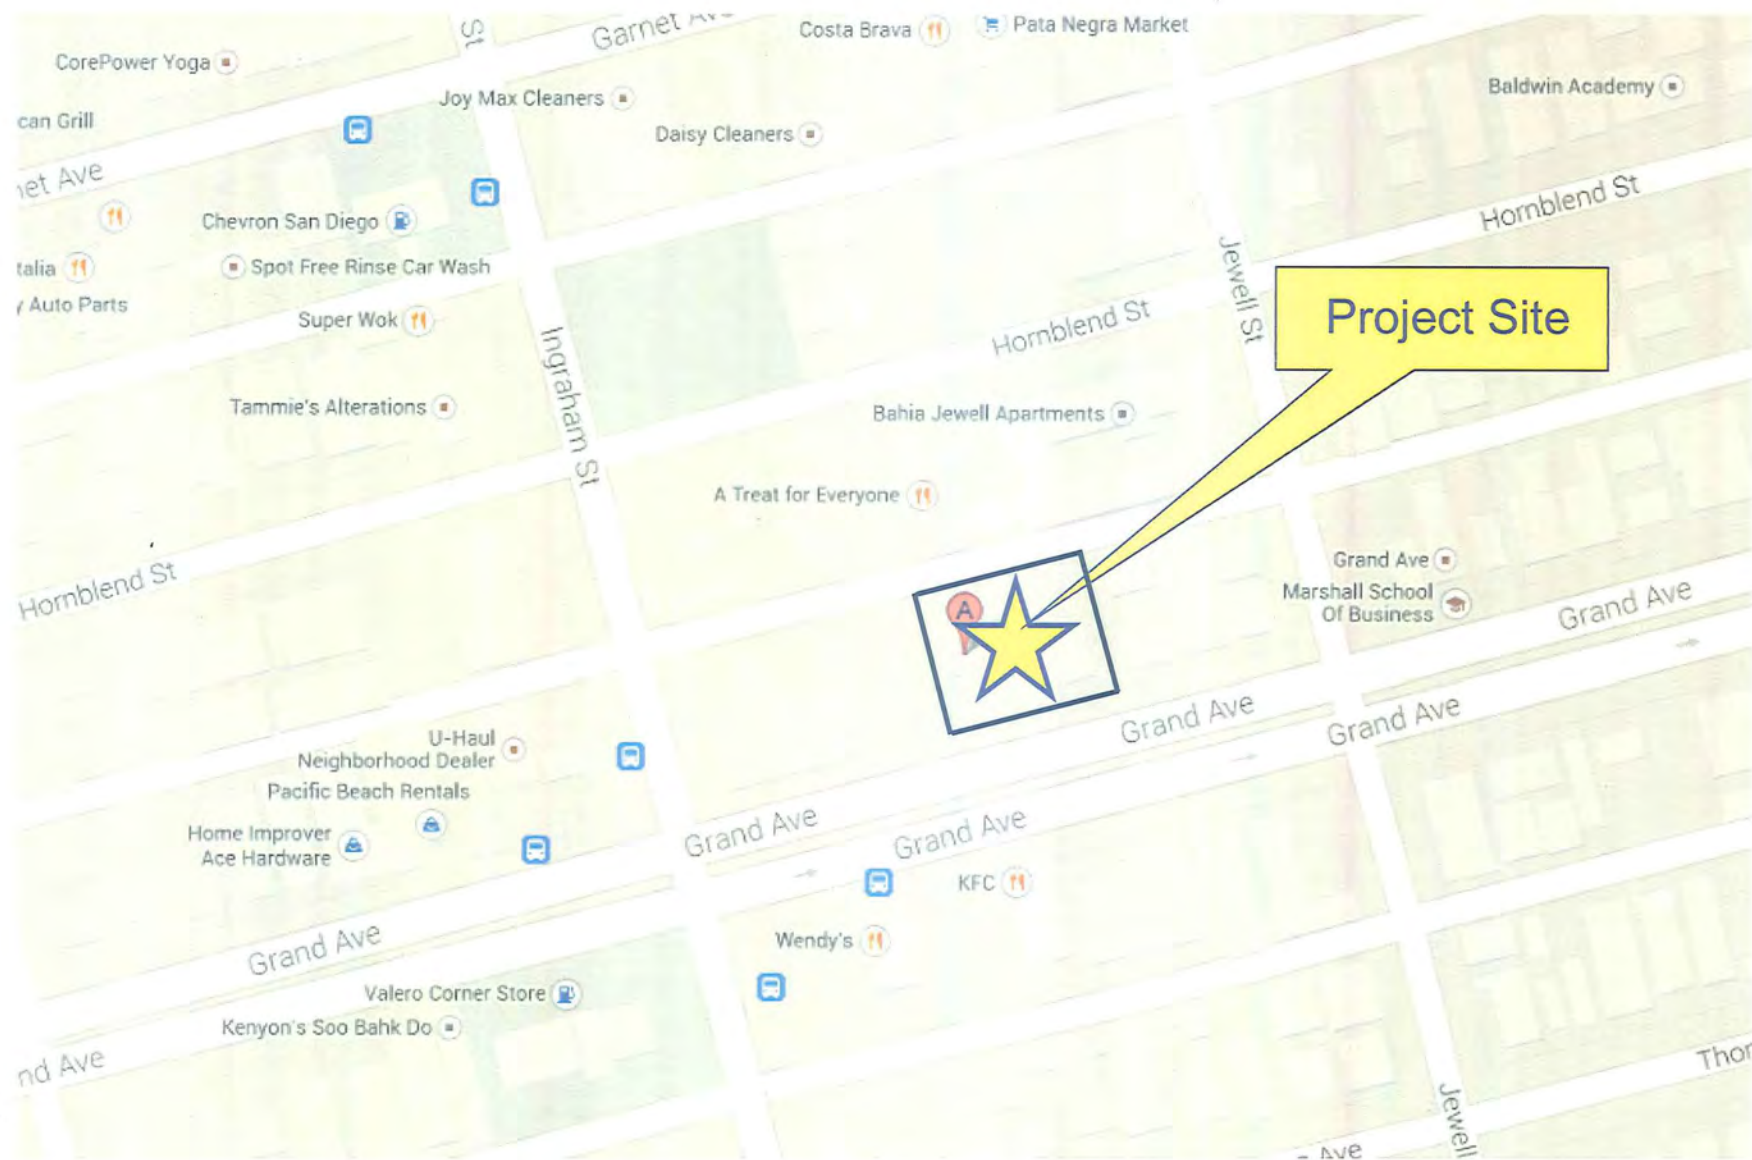 St
Garnet Ave
Costa Brava
Pata Negra Market
CorePower Yoga
Joy Max Cleaners
Baldwin Academy
can Grill
Daisy Cleaners
net Ave
Chevron San Diego
Hornblend St
talia
Spot Free Rinse Car Wash
Jewell St
y Auto Parts
Super Wok
Hornblend St
Project Site
Ingraham St
Tammie's Alterations
Bahia Jewell Apartments
A Treat for Everyone
Hornblend St
A
Grand Ave
Marshall School
Of Business
Grand Ave
U-Haul
Neighborhood Dealer
Pacific Beach Rentals
Grand Ave
Grand Ave
Home Improver
Ace Hardware
Grand Ave
Grand Ave
KFC
Wendy's
Grand Ave
Valero Corner Store
Kenyon's Soo Bahk Do
nd Ave
Thor
Jewell
Ave